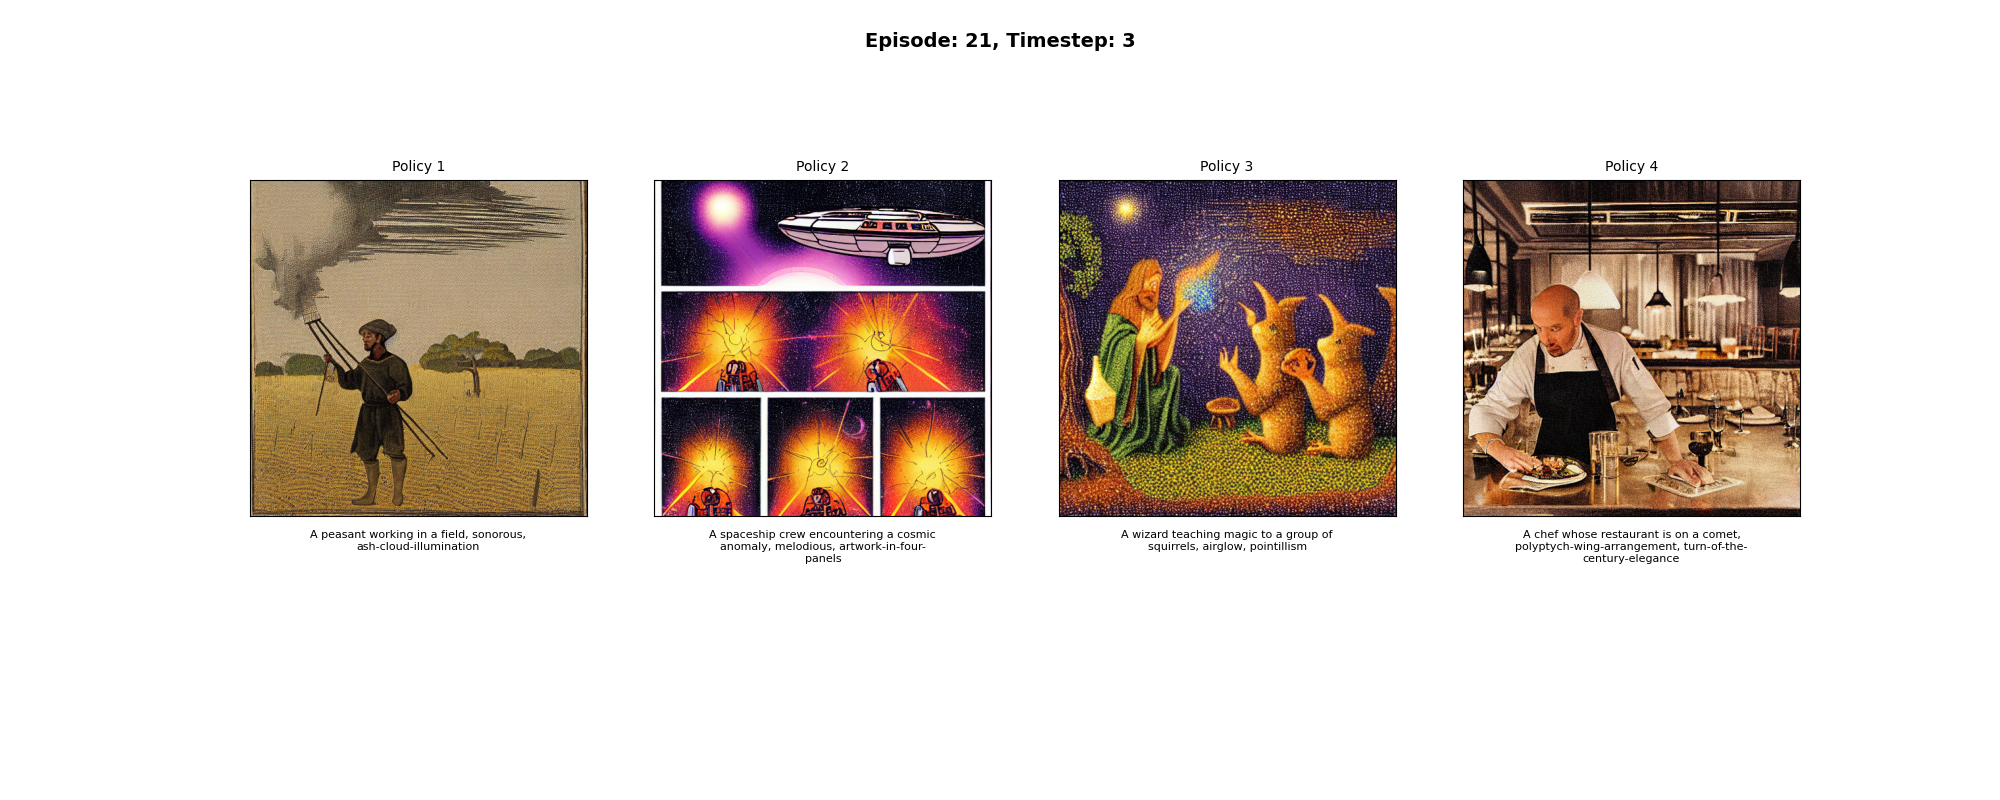 Episode: 21, Timestep: 3
Policy 1
Policy 2
Policy 3
Policy 4
A peasant working in a field, sonorous,
ash-cloud-illumination
A spaceship crew encountering a cosmic
anomaly, melodious, artwork-in-four-
panels
A wizard teaching magic to a group of
squirrels, airglow, pointillism
A chef whose restaurant is on a comet,
polyptych-wing-arrangement, turn-of-the-
century-elegance